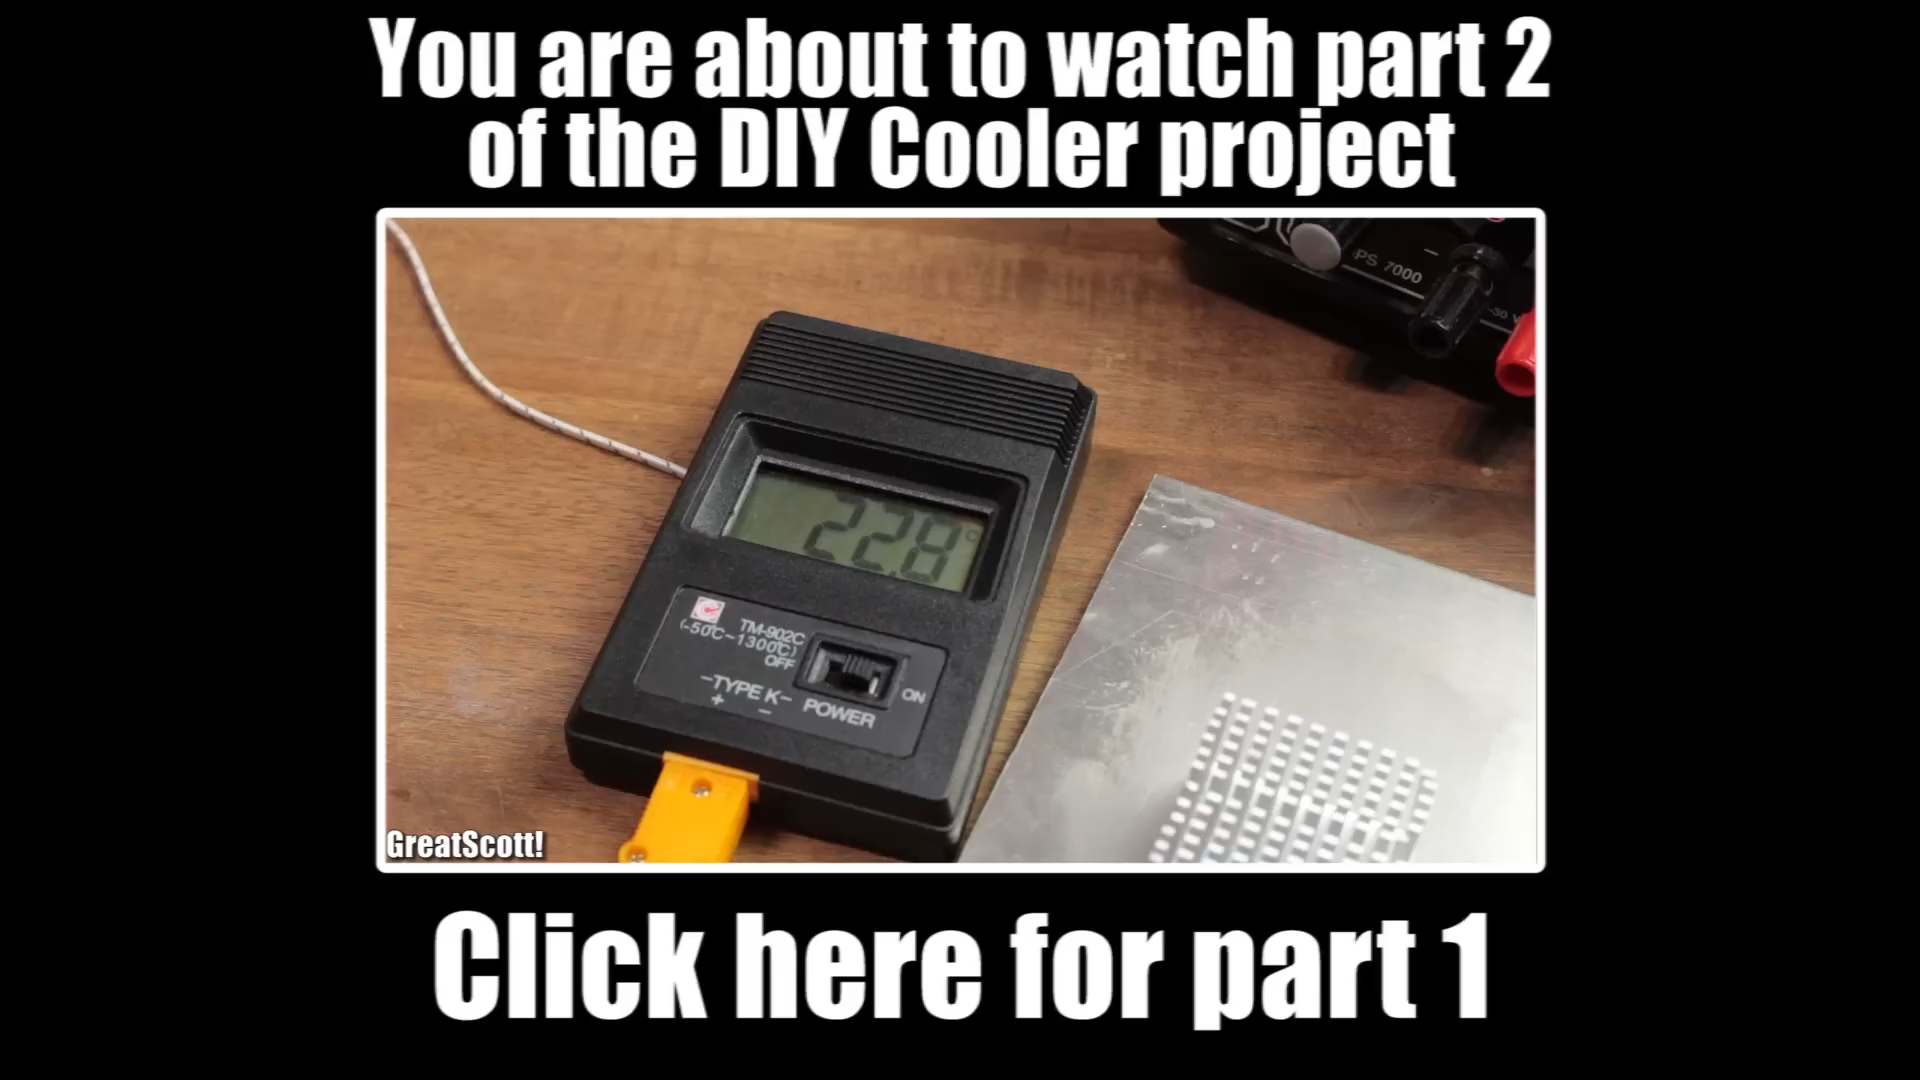 You are about to watch part 2
of the DIY Cooler project
PS 7000
-30 V
22.8
°C
TM-902C
(-50℃~1300℃)
OFF
ON
-TYPE K-
+ -
POWER
GreatScott!
Click here for part 1